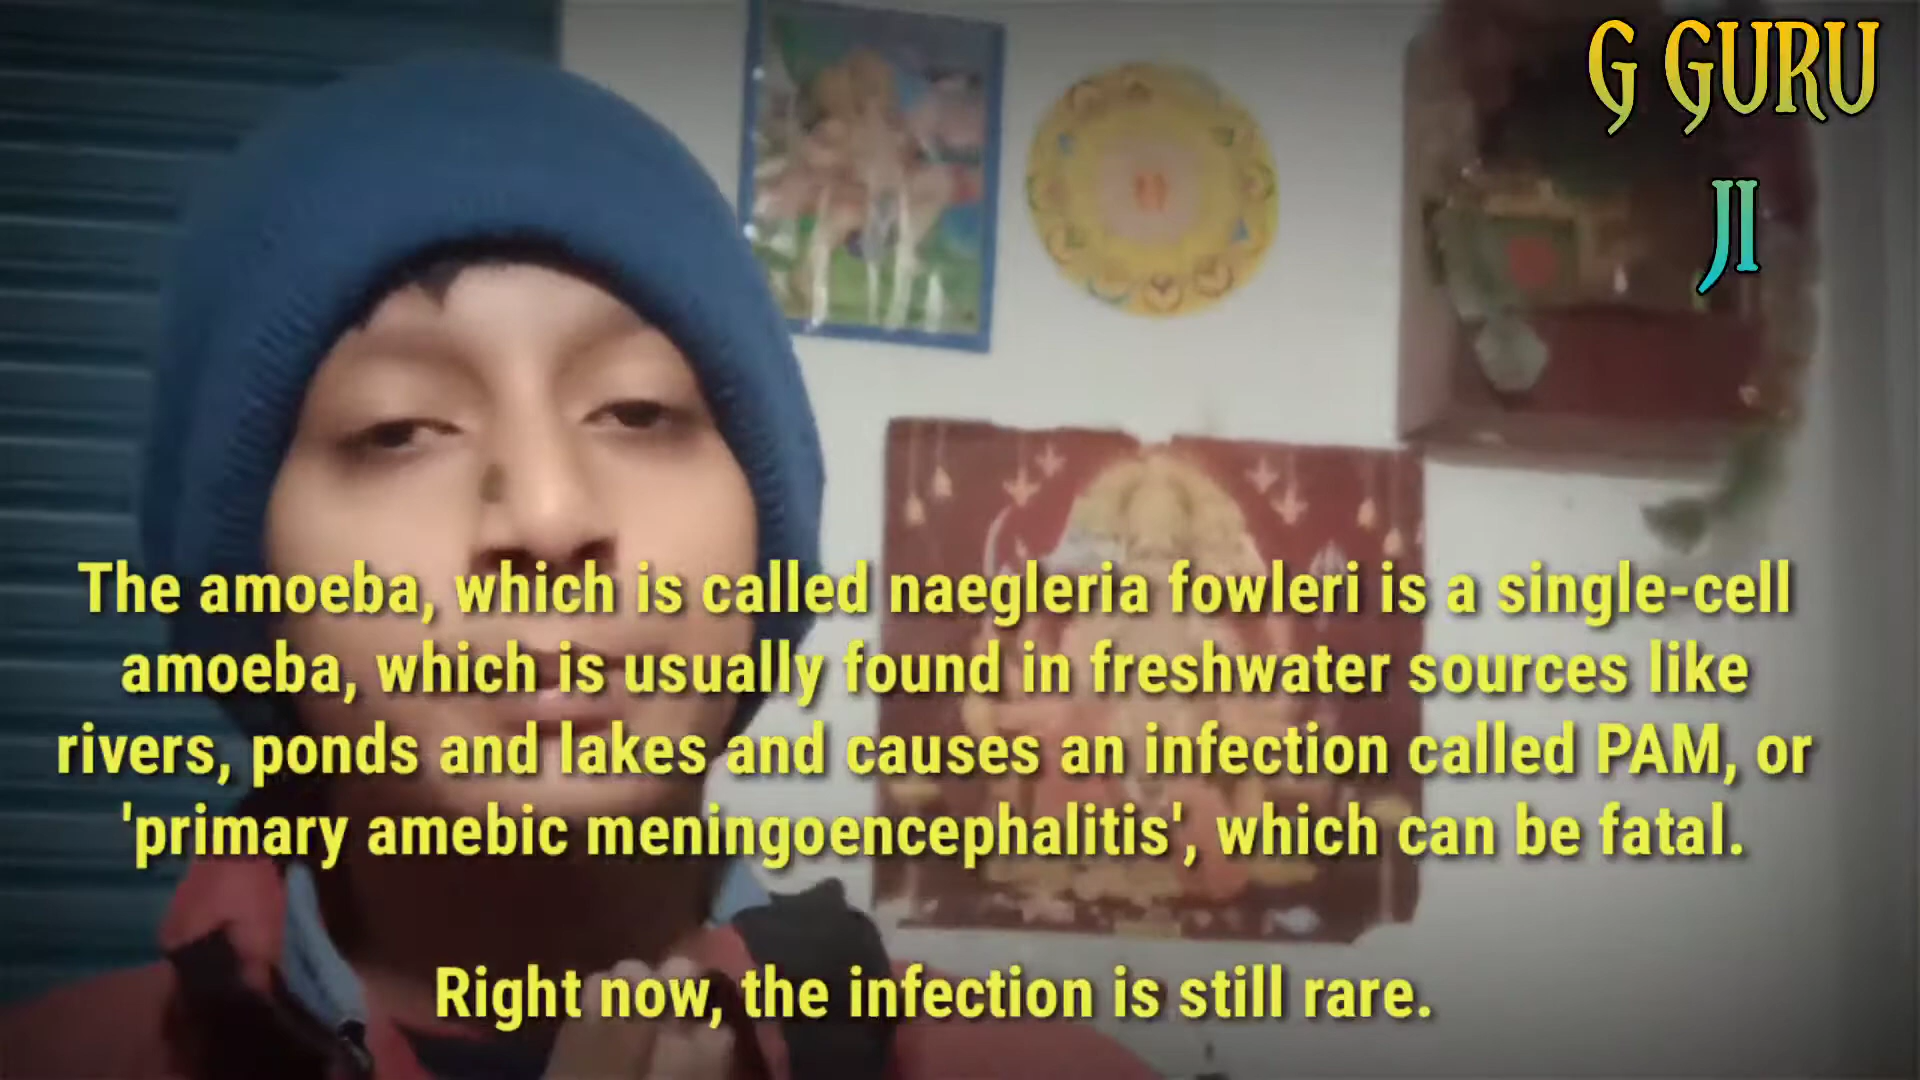 G GURU
JI
The amoeba, which is called naegleria fowleri is a single-cell
amoeba, which is usually found in freshwater sources like
rivers, ponds and lakes and causes an infection called PAM, or
'primary amebic meningoencephalitis', which can be fatal.
Right now, the infection is still rare.